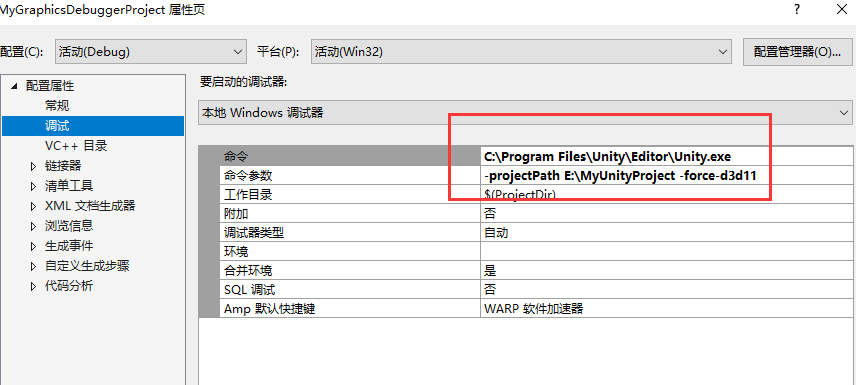 MyGraphicsDebuggerProject 属性页
配置(C): 活动(Debug) 平台(P): 活动(Win32) 配置管理器(O)...
配置属性
常规
调试
VC++ 目录
链接器
清单工具
XML 文档生成器
浏览信息
生成事件
自定义生成步骤
代码分析
要启动的调试器:
本地 Windows 调试器
命令 C:\Program Files\Unity\Editor\Unity.exe
命令参数 -projectPath E:\MyUnityProject -force-d3d11
工作目录 $(ProjectDir)
附加 否
调试器类型 自动
环境
合并环境 是
SQL 调试 否
Amp 默认快捷键 WARP 软件加速器